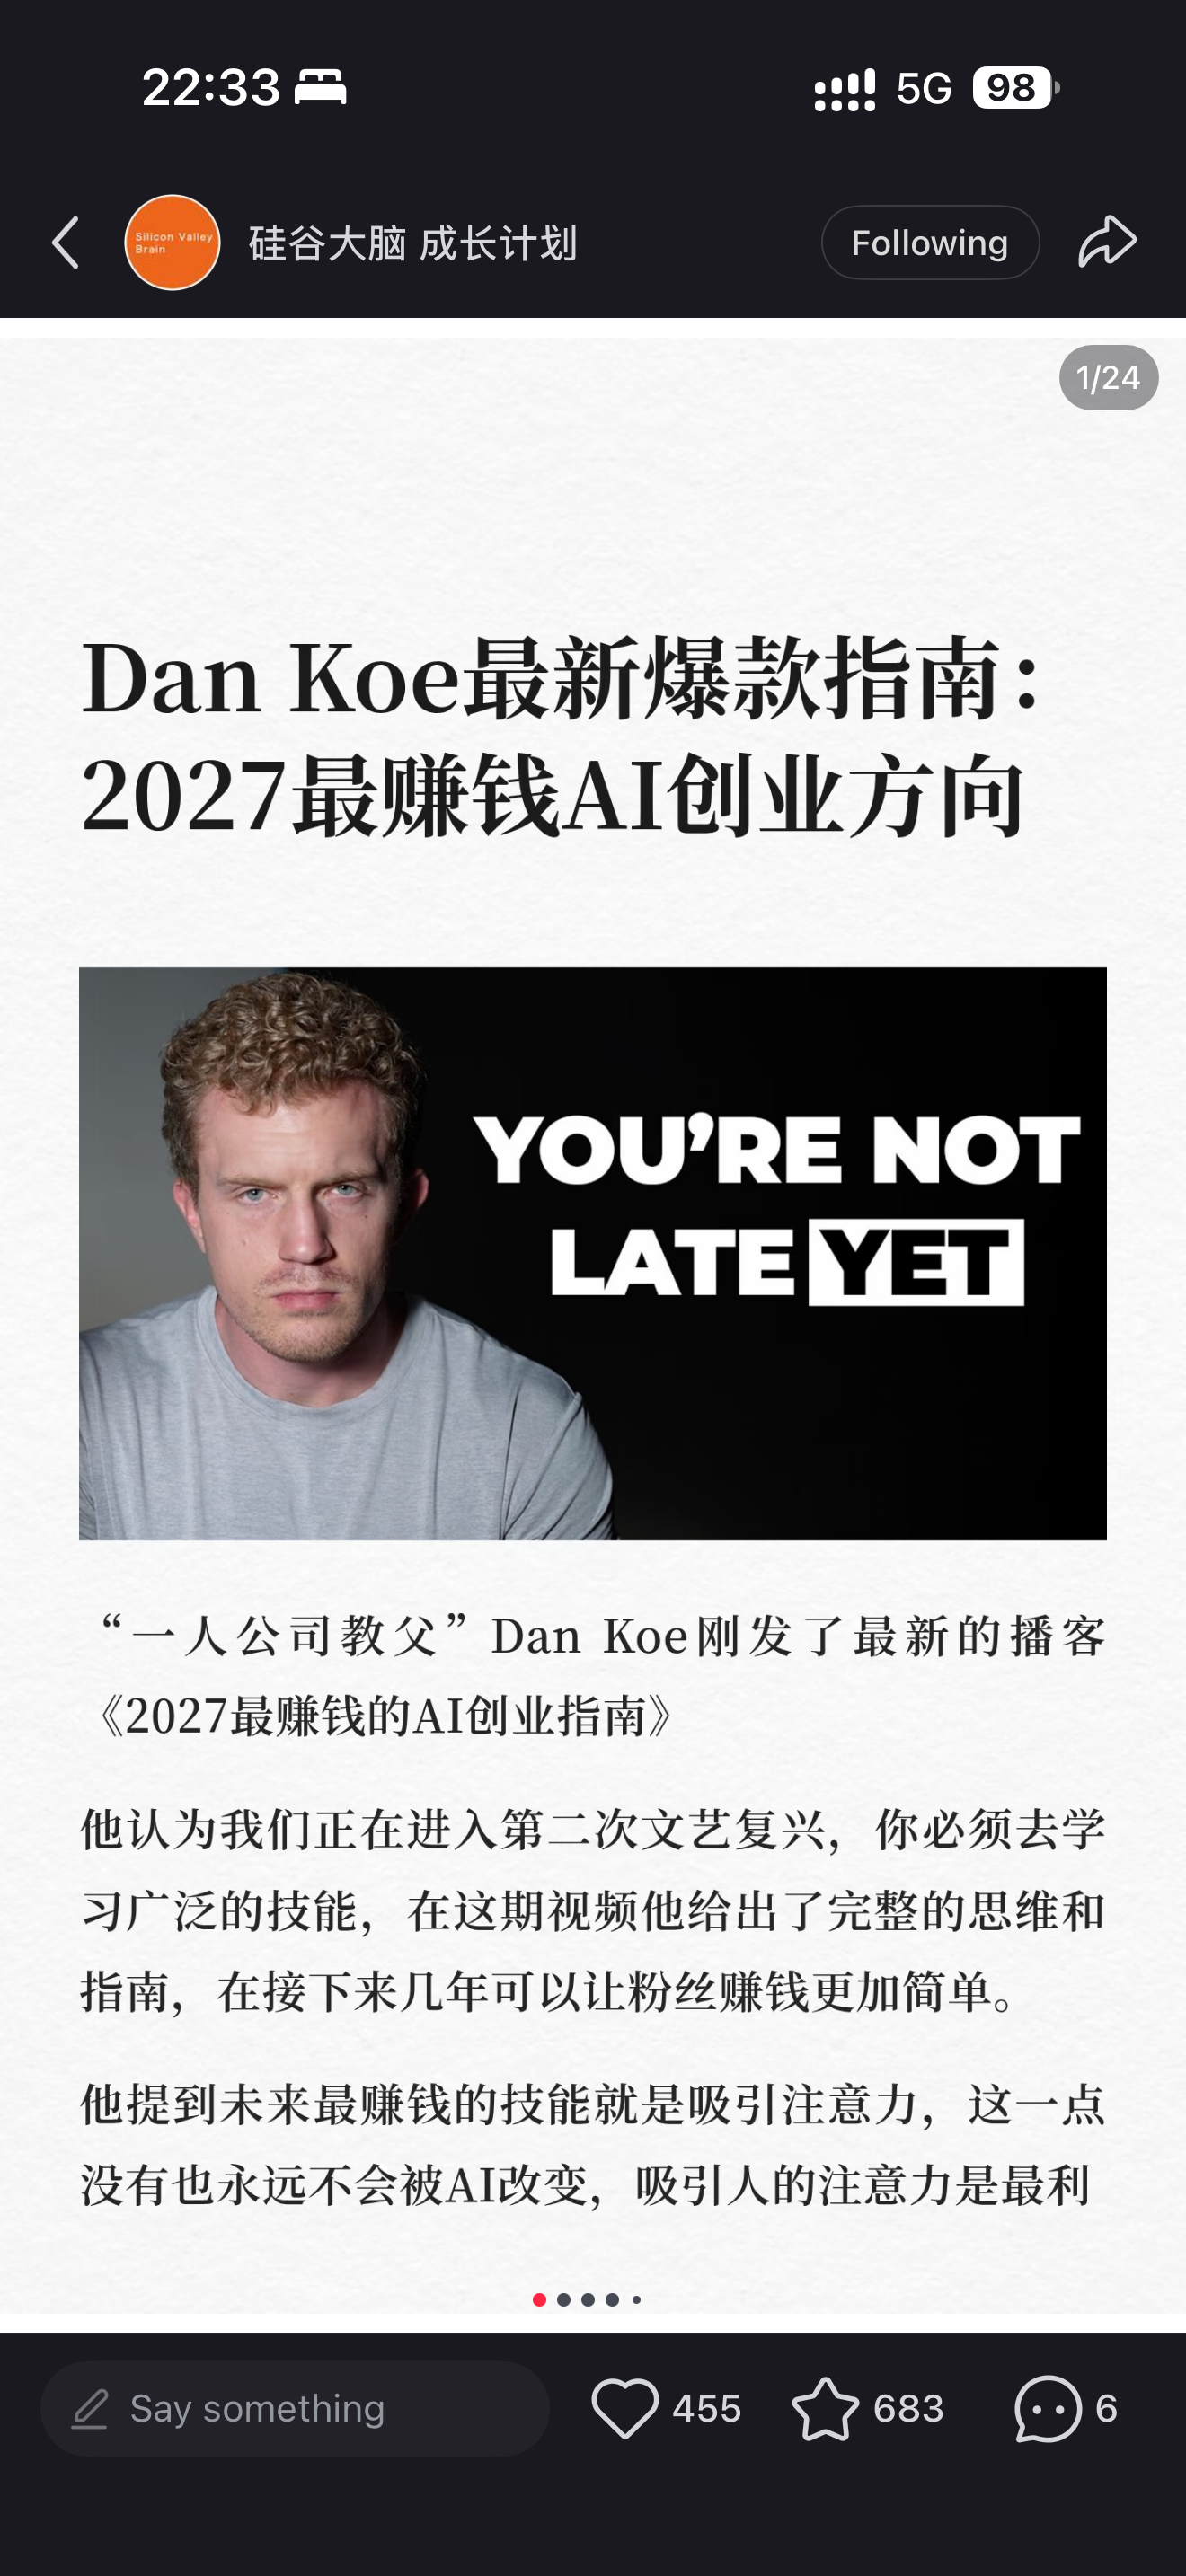 22:33
5G 98
Silicon Valley
Brain
硅谷大脑 成长计划
Following
1/24
Dan Koe最新爆款指南：
2027最赚钱AI创业方向
YOU’RE NOT
LATE YET
“一人公司教父”Dan Koe刚发了最新的播客
《2027最赚钱的AI创业指南》
他认为我们正在进入第二次文艺复兴，你必须去学
习广泛的技能，在这期视频他给出了完整的思维和
指南，在接下来几年可以让粉丝赚钱更加简单。
他提到未来最赚钱的技能就是吸引注意力，这一点
没有也永远不会被AI改变，吸引人的注意力是最利
Say something
455
683
6